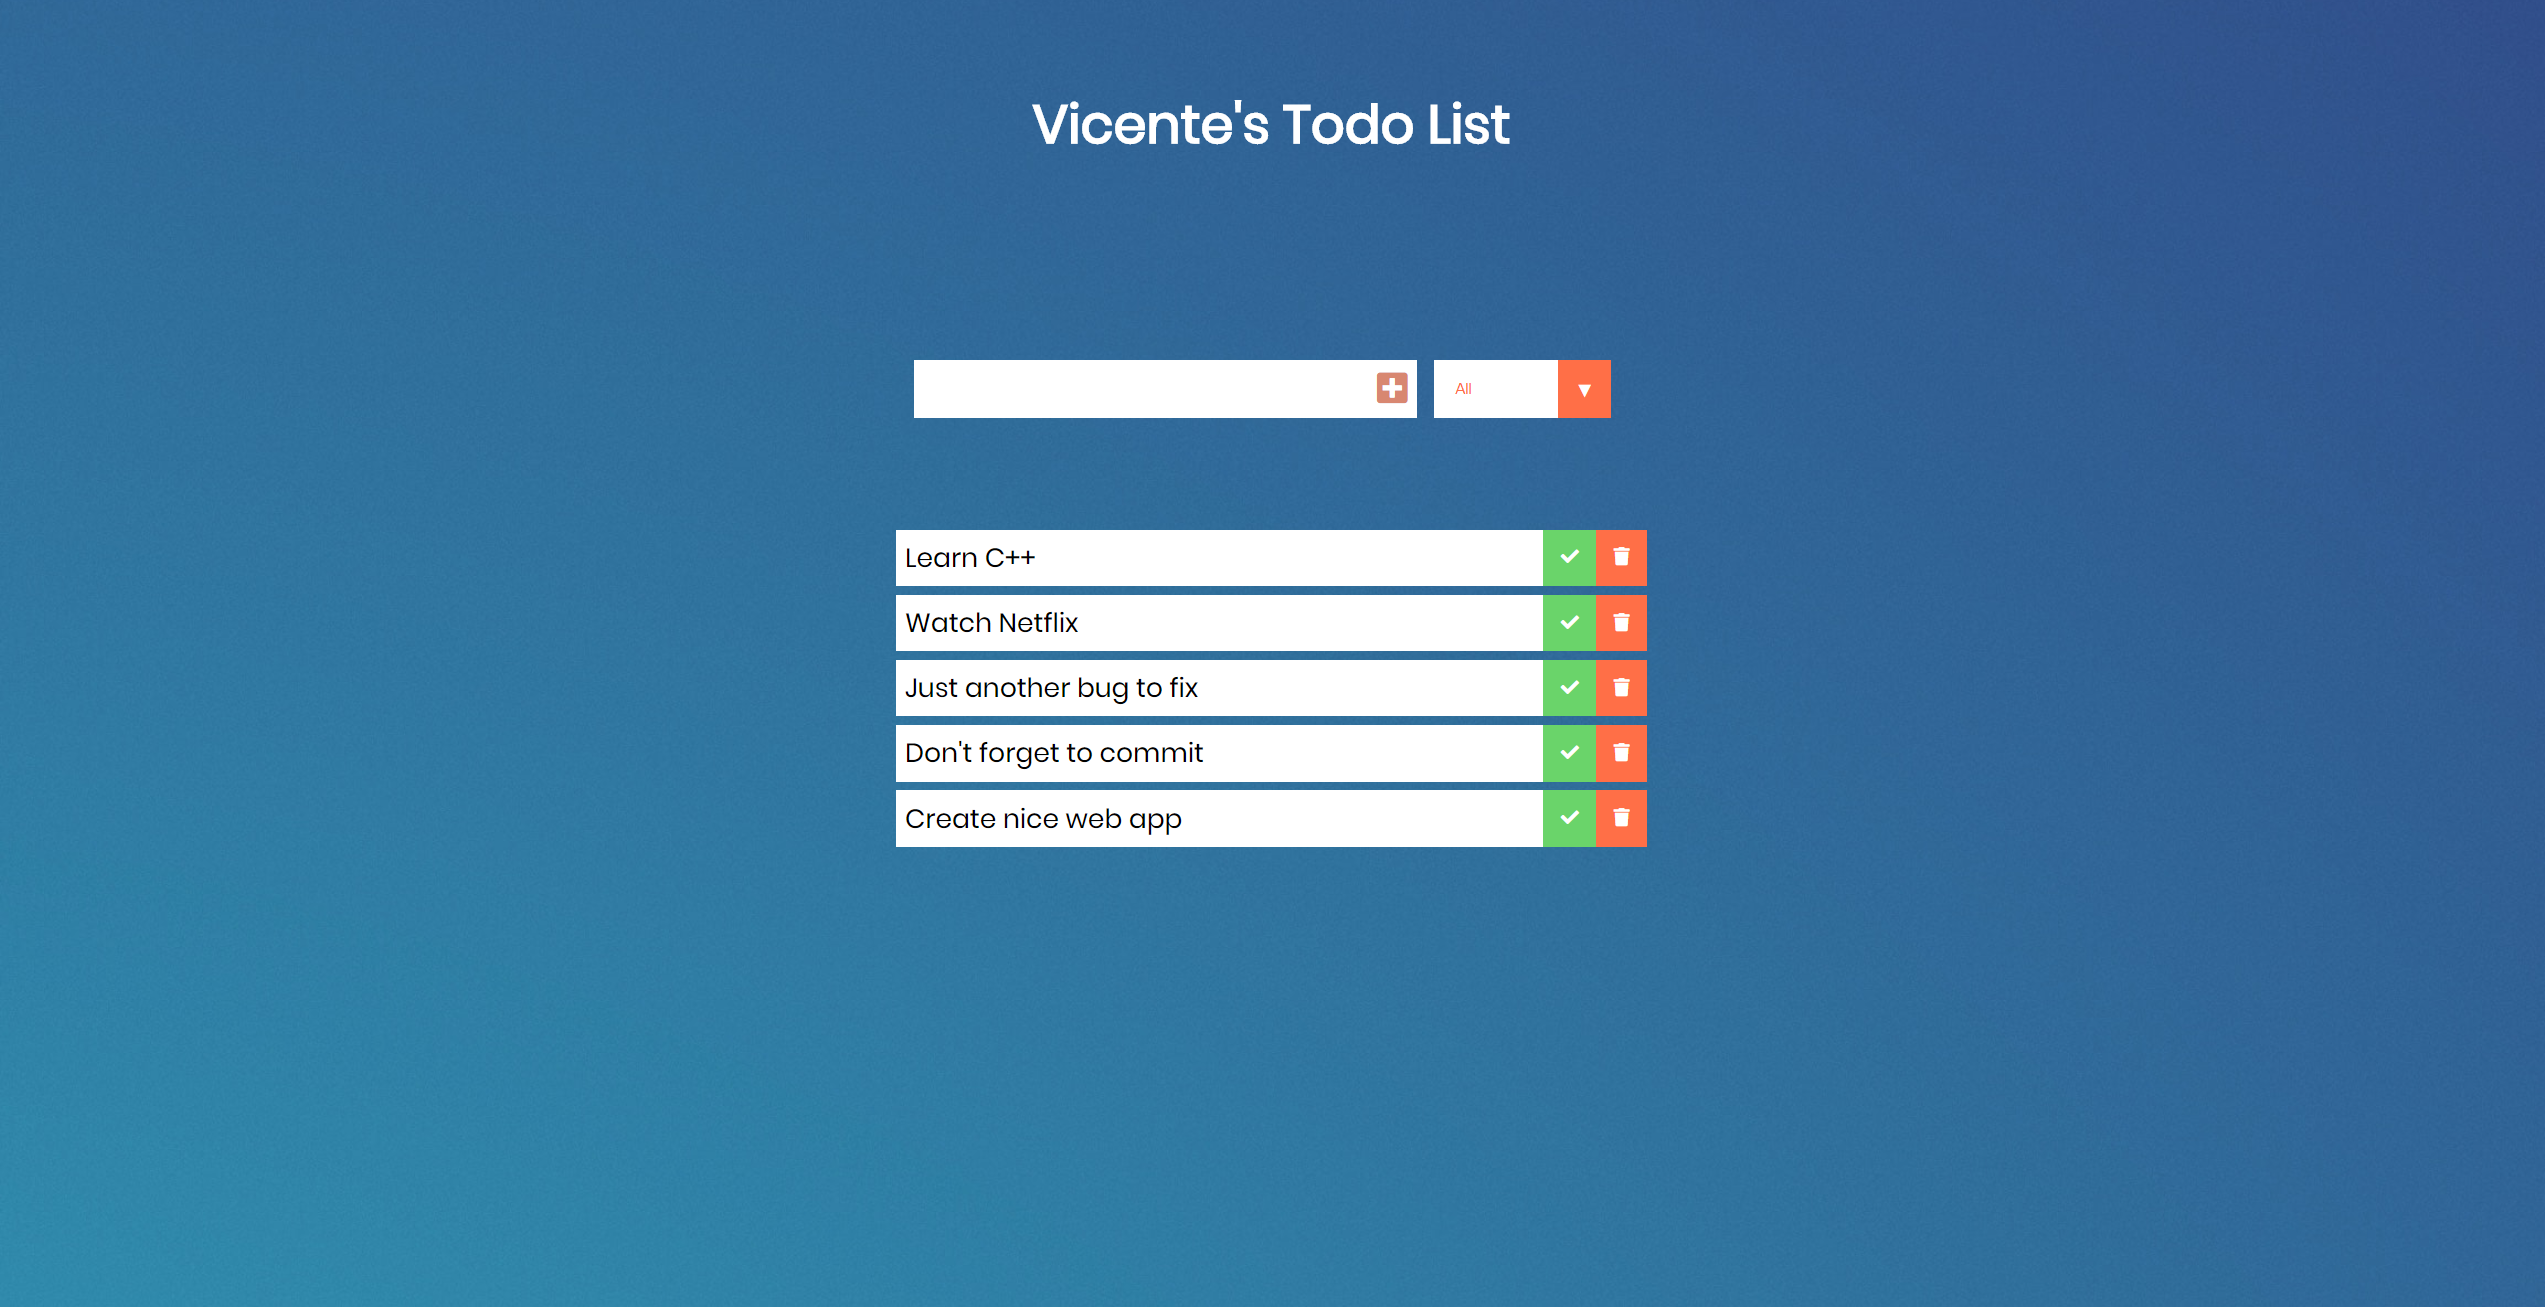 Vicente's Todo List
All
Learn C++
Watch Netflix
Just another bug to fix
Don't forget to commit
Create nice web app